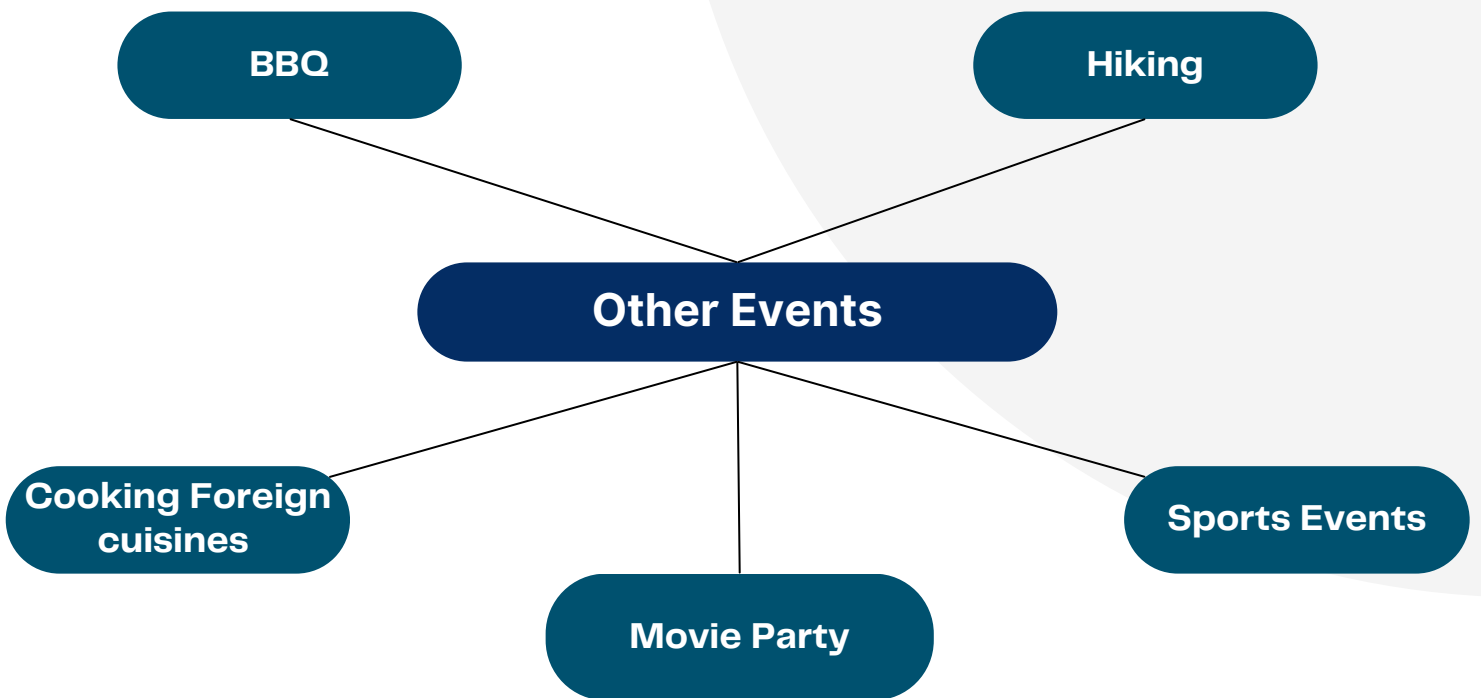 BBQ
Hiking
Other Events
Cooking Foreign
cuisines
Sports Events
Movie Party